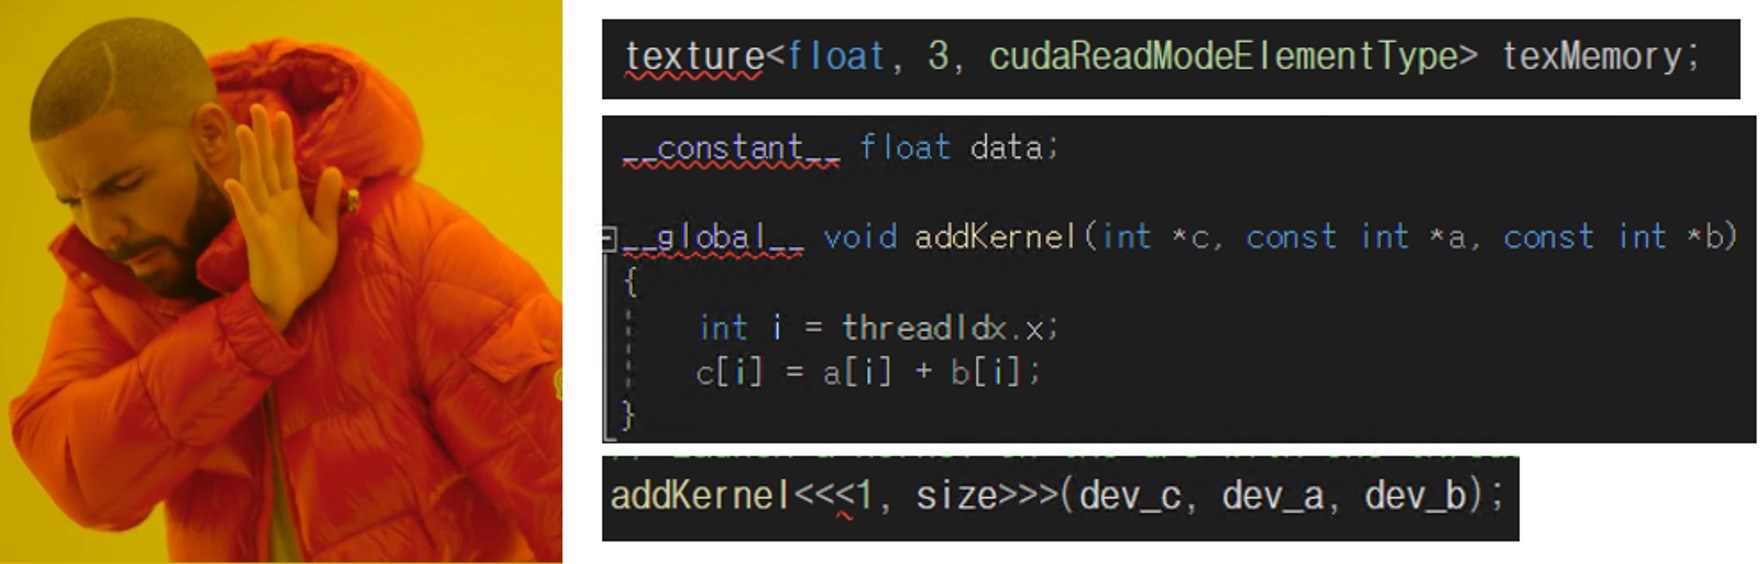 texture<float, 3, cudaReadModeElementType> texMemory;
__constant__ float data;
__global__ void addKernel(int *c, const int *a, const int *b)
{
int i = threadIdx.x;
c[i] = a[i] + b[i];
}
addKernel<<<1, size>>>(dev_c, dev_a, dev_b);